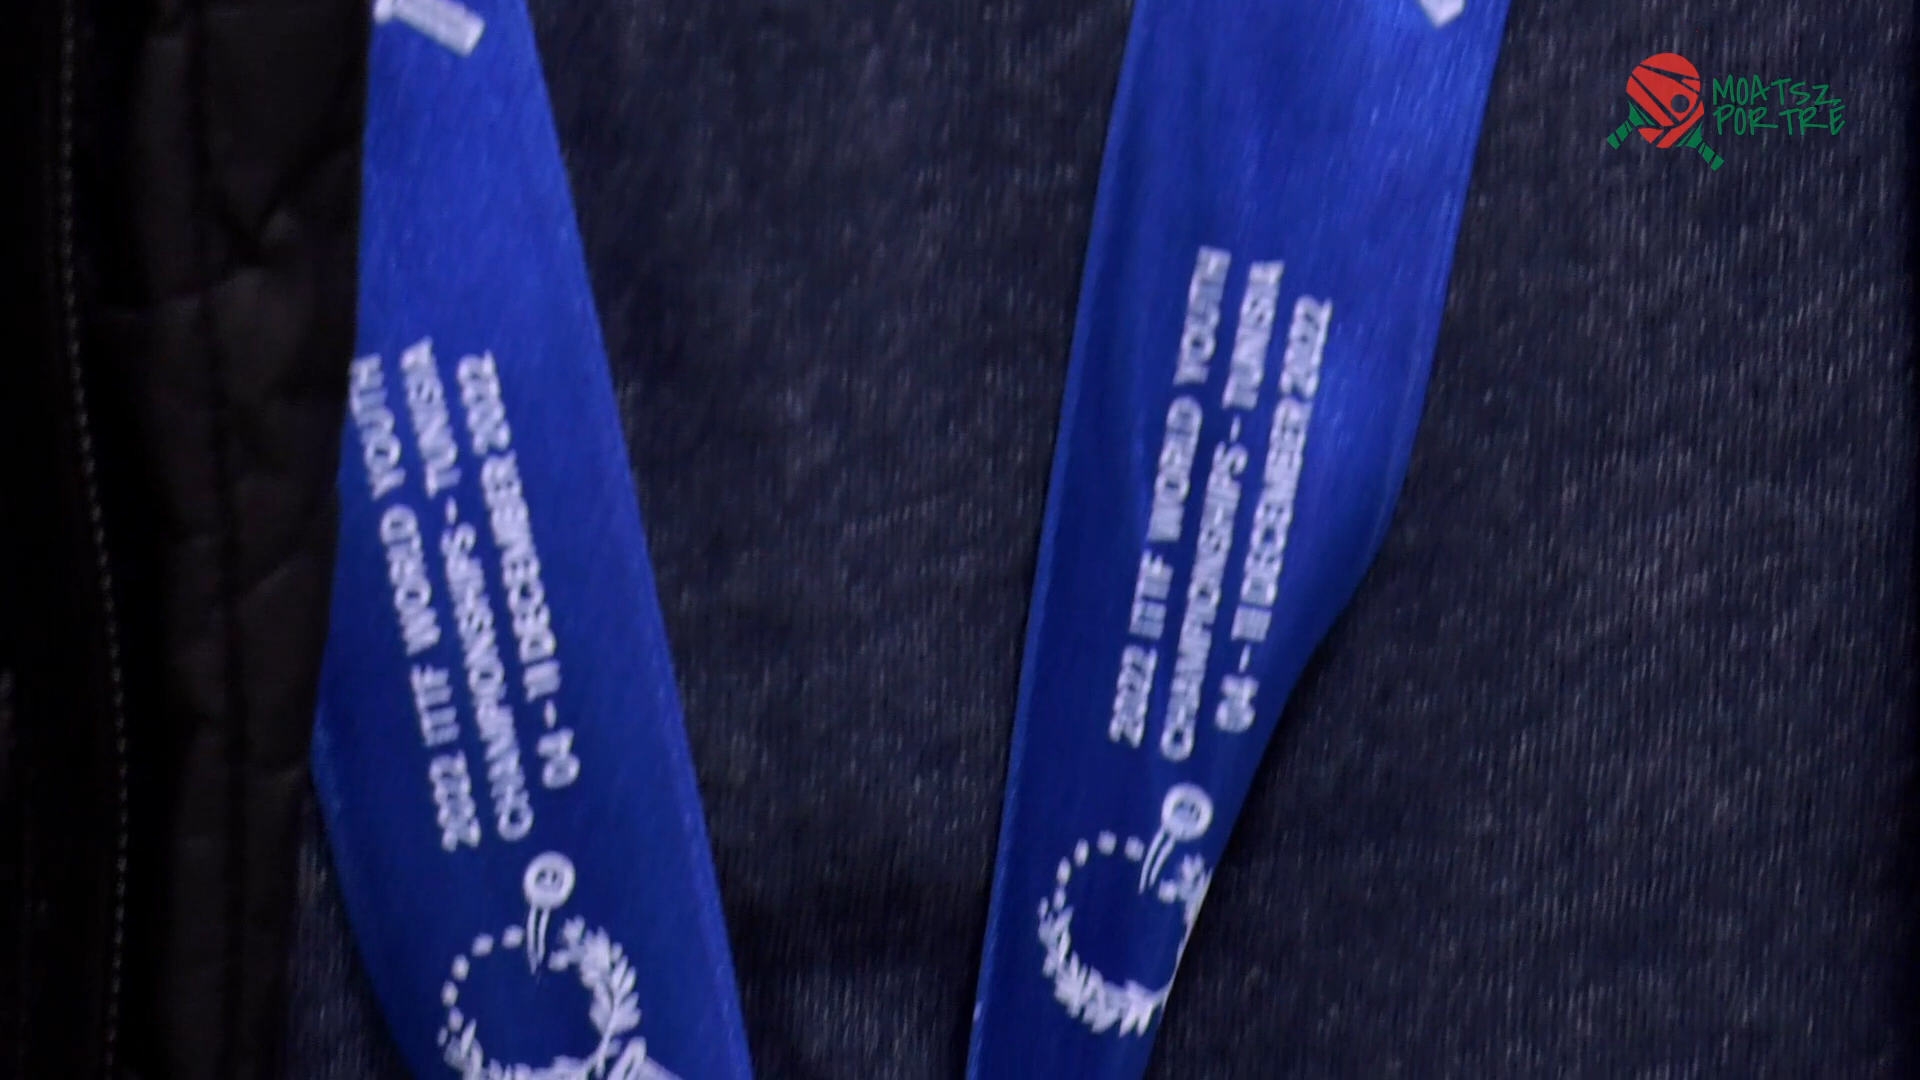 MOATSZ
PORTRÉ
2022 ITTF WORLD YOUTH
CHAMPIONSHIPS - TUNISIA
04 - 11 DECEMBER 2022
2022 ITTF WORLD YOUTH
CHAMPIONSHIPS - TUNISIA
04 - 11 DECEMBER 2022